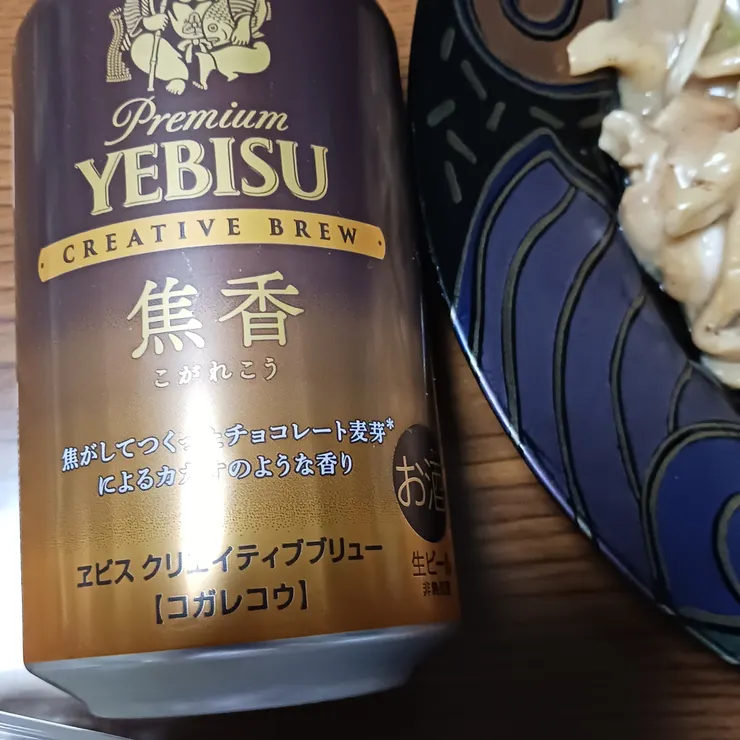 Premium
YEBISU
CREATIVE BREW
焦香
こがれこう
焦がしてつくったチョコレート麦芽*
によるカカオのような香り
お酒
生ビール
ヱビス クリエイティブブリュー
【コガレコウ】